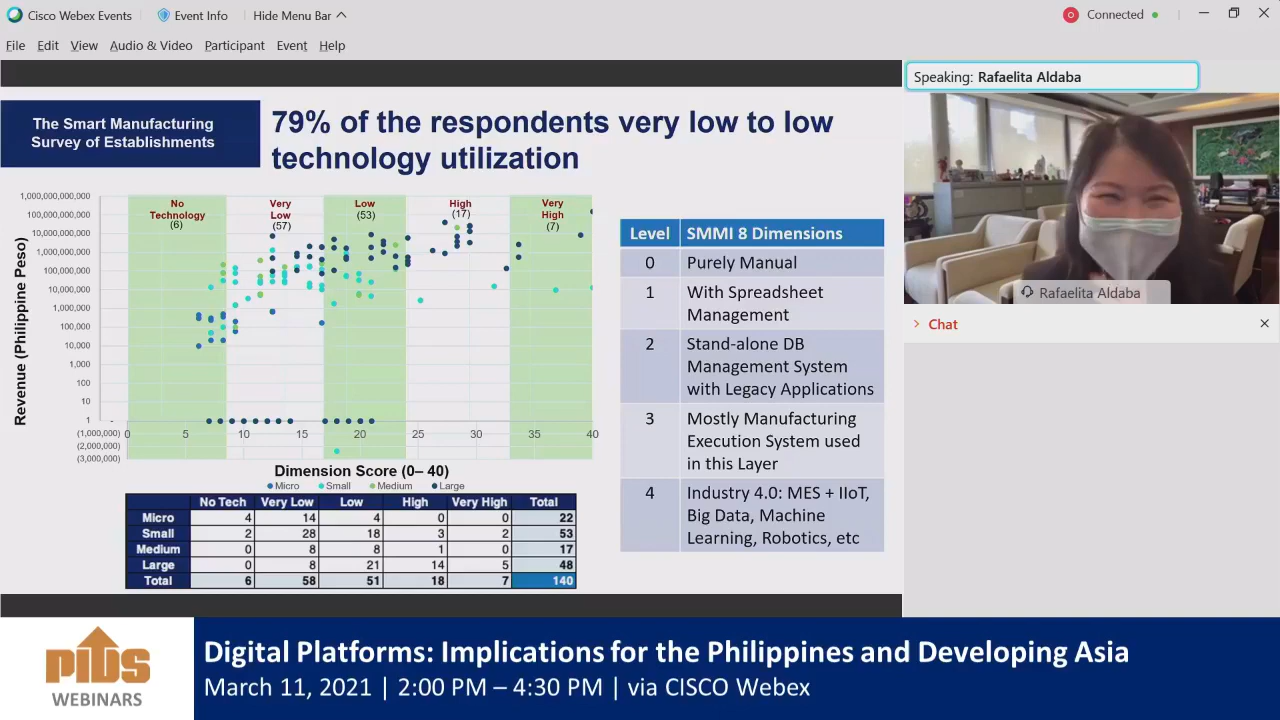 Cisco Webex Events
Event Info
Hide Menu Bar
Connected
File Edit View Audio & Video Participant Event Help
Speaking: Rafaelita Aldaba
The Smart Manufacturing
Survey of Establishments
79% of the respondents very low to low
technology utilization
Revenue (Philippine Peso)
1,000,000,000,000
100,000,000,000
10,000,000,000
1,000,000,000
100,000,000
10,000,000
1,000,000
100,000
10,000
1,000
100
10
1
-
(1,000,000)
(2,000,000)
(3,000,000)
No
Technology
(6)
Very
Low
(57)
Low
(53)
High
(17)
Very
High
(7)
0 5 10 15 20 25 30 35 40
Dimension Score (0– 40)
Micro Small Medium Large
No Tech Very Low Low High Very High Total
Micro 4 14 4 0 0 22
Small 2 28 18 3 2 53
Medium 0 8 8 1 0 17
Large 0 8 21 14 5 48
Total 6 58 51 18 7 140
Level SMMI 8 Dimensions
0 Purely Manual
1 With Spreadsheet
Management
2 Stand-alone DB
Management System
with Legacy Applications
3 Mostly Manufacturing
Execution System used
in this Layer
4 Industry 4.0: MES + IIoT,
Big Data, Machine
Learning, Robotics, etc
Rafaelita Aldaba
Chat
pids
WEBINARS
Digital Platforms: Implications for the Philippines and Developing Asia
March 11, 2021 | 2:00 PM – 4:30 PM | via CISCO Webex